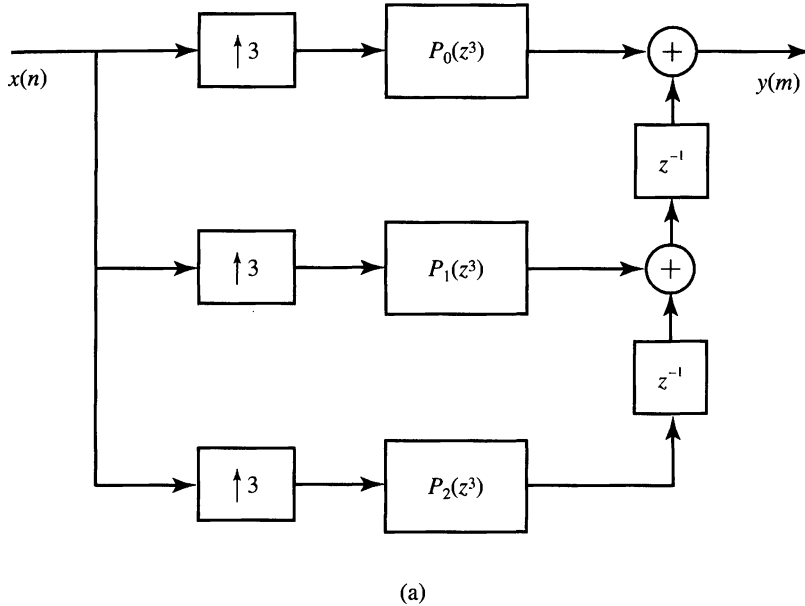 ↑3
P₀(z³)
+
x(n)
y(m)
z⁻¹
↑3
P₁(z³)
+
z⁻¹
↑3
P₂(z³)
(a)